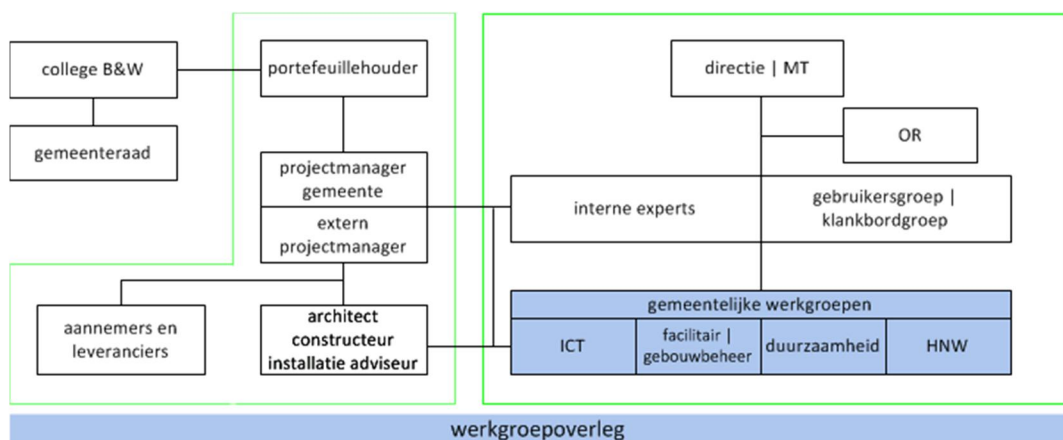 college B&W
portefeuillehouder
directie | MT
gemeenteraad
OR
projectmanager
gemeente
extern
projectmanager
interne experts
gebruikersgroep |
klankbordgroep
aannemers en
leveranciers
architect
constructeur
installatie adviseur
gemeentelijke werkgroepen
ICT
facilitair |
gebouwbeheer
duurzaamheid
HNW
werkgroepoverleg